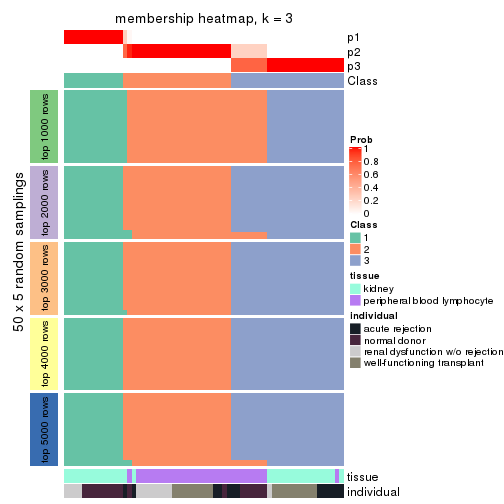 membership heatmap, k = 3
p1
p2
p3
Class
50 x 5 random samplings
top 1000 rows
top 2000 rows
top 3000 rows
top 4000 rows
top 5000 rows
tissue
individual
Prob
1
0.8
0.6
0.4
0.2
0
Class
1
2
3
tissue
kidney
peripheral blood lymphocyte
individual
acute rejection
normal donor
renal dysfunction w/o rejection
well-functioning transplant